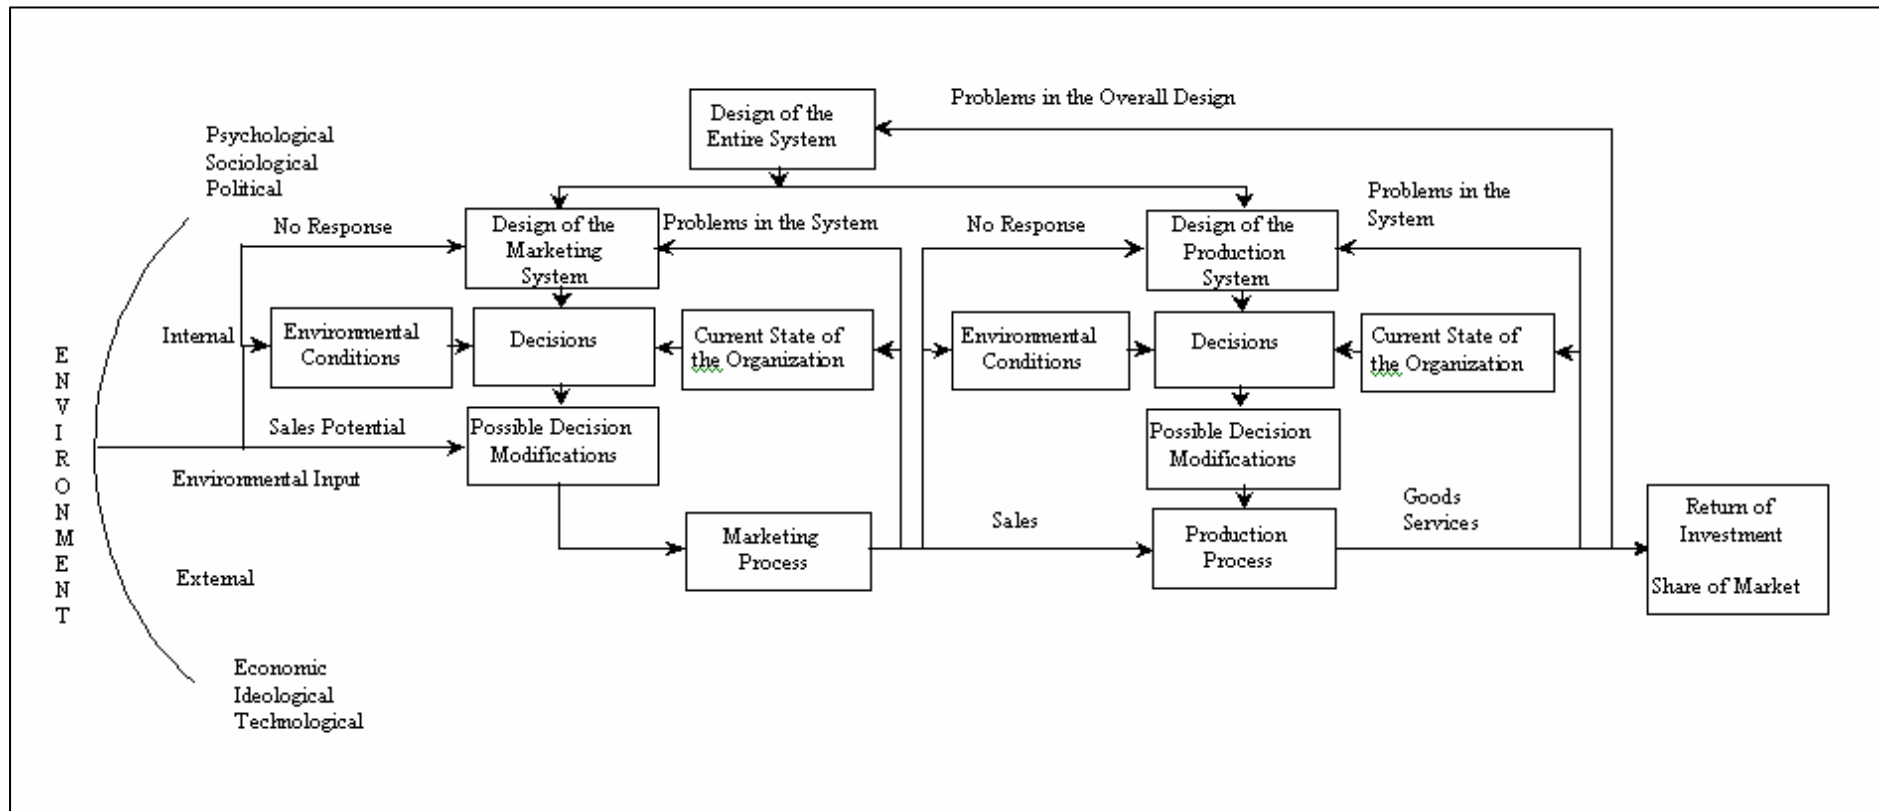 Problems in the Overall Design
Design of the
Entire System
Psychological
Sociological
Political
Problems in the
System
No Response
Design of the
Marketing
System
Problems in the System
No Response
Design of the
Production
System
Internal
Environmental
Conditions
Decisions
Current State of
the Organization
Environmental
Conditions
Decisions
Current State of
the Organization
E
N
V
I
R
O
N
M
E
N
T
Sales Potential
Possible Decision
Modifications
Possible Decision
Modifications
Environmental Input
Marketing
Process
Sales
Production
Process
Goods
Services
Return of
Investment
Share of Market
External
Economic
Ideological
Technological